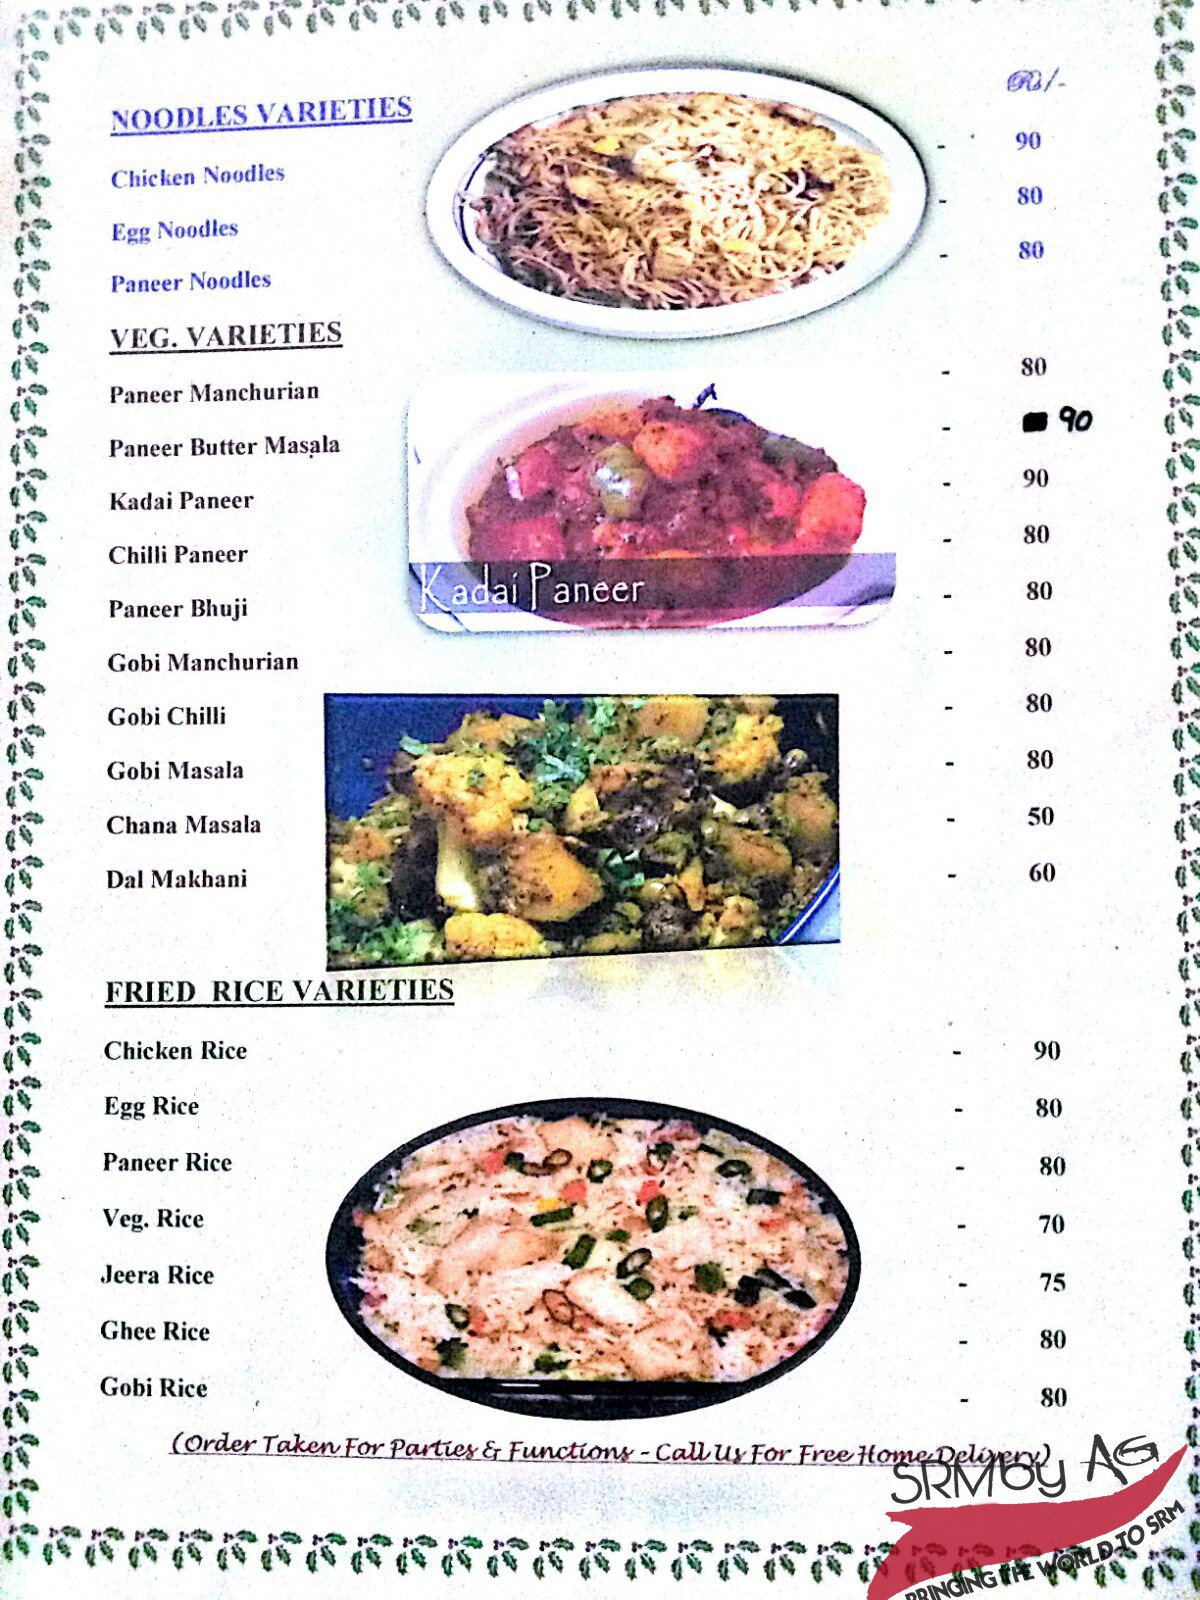 Rs/-
NOODLES VARIETIES
Chicken Noodles - 90
Egg Noodles - 80
Paneer Noodles - 80
VEG. VARIETIES
Paneer Manchurian - 80
Paneer Butter Masala - 90
Kadai Paneer - 90
Chilli Paneer - 80
Kadai Paneer
Paneer Bhuji - 80
Gobi Manchurian - 80
Gobi Chilli - 80
Gobi Masala - 80
Chana Masala - 50
Dal Makhani - 60
FRIED RICE VARIETIES
Chicken Rice - 90
Egg Rice - 80
Paneer Rice - 80
Veg. Rice - 70
Jeera Rice - 75
Ghee Rice - 80
Gobi Rice - 80
(Order Taken For Parties & Functions - Call Us For Free Home Delivery)
SRMby AG
BRINGING THE WORLD TO SRM